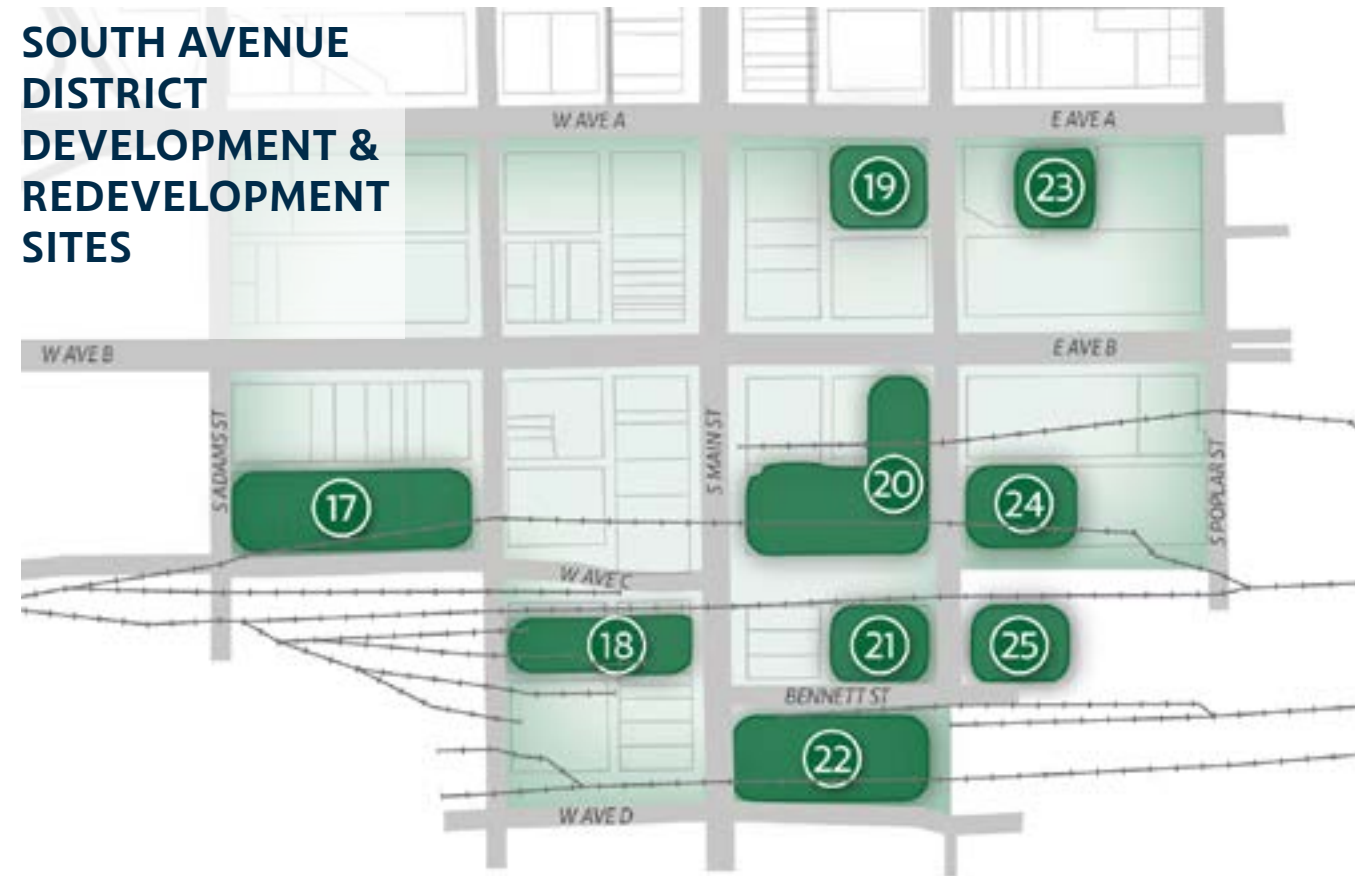 SOUTH AVENUE
DISTRICT
DEVELOPMENT &
REDEVELOPMENT
SITES
W AVE A
E AVE A
19
23
W AVE B
E AVE B
S ADAMS ST
S MAIN ST
S POPLAR ST
17
20
24
W AVE C
18
21
25
BENNETT ST
22
W AVE D